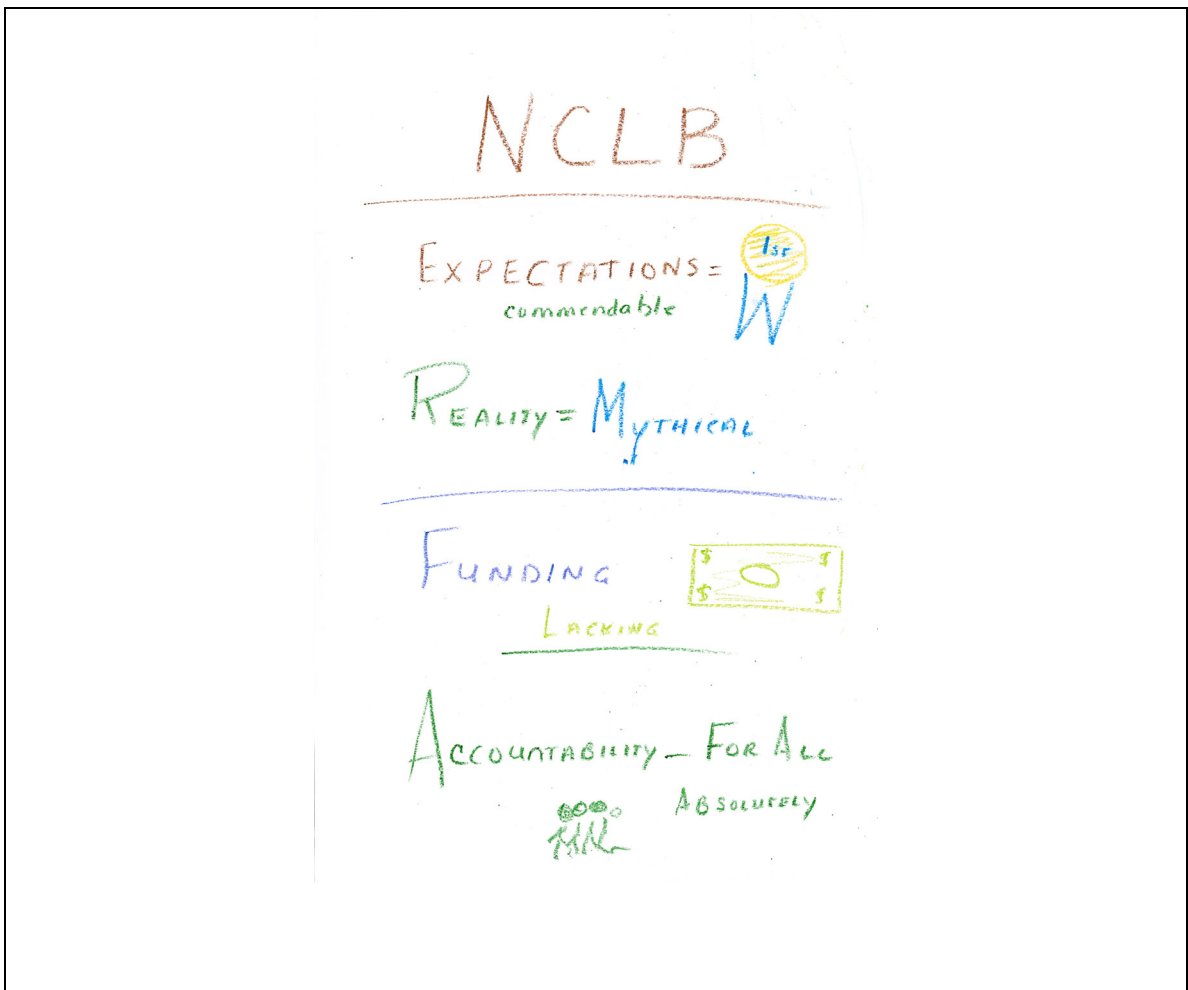 NCLB
EXPECTATIONS = 1st
commendable
REALITY = MYTHICAL
FUNDING
$ $
$ $
LACKING
ACCOUNTABILITY - FOR ALL
ABSOLUTELY